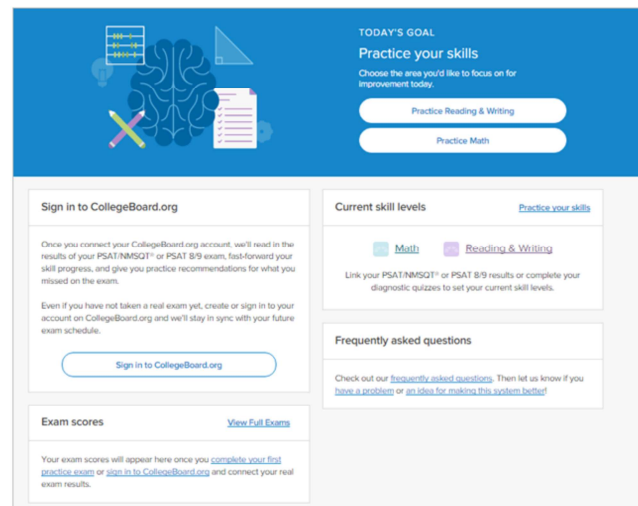 TODAY'S GOAL
Practice your skills
Choose the area you'd like to focus on for
improvement today.
Practice Reading & Writing
Practice Math
Sign in to CollegeBoard.org
Once you connect your CollegeBoard.org account, we'll read in the
results of your PSAT/NMSQT® or PSAT 8/9 exam, fast-forward your
skill progress, and give you practice recommendations for what you
missed on the exam.
Even if you have not taken a real exam yet, create or sign in to your
account on CollegeBoard.org and we'll stay in sync with your future
exam schedule.
Sign in to CollegeBoard.org
Exam scores
View Full Exams
Your exam scores will appear here once you complete your first
practice exam or sign in to CollegeBoard.org and connect your real
exam results.
Current skill levels
Practice your skills
Math
Reading & Writing
Link your PSAT/NMSQT® or PSAT 8/9 results or complete your
diagnostic quizzes to set your current skill levels.
Frequently asked questions
Check out our frequently asked questions. Then let us know if you
have a problem or an idea for making this system better!